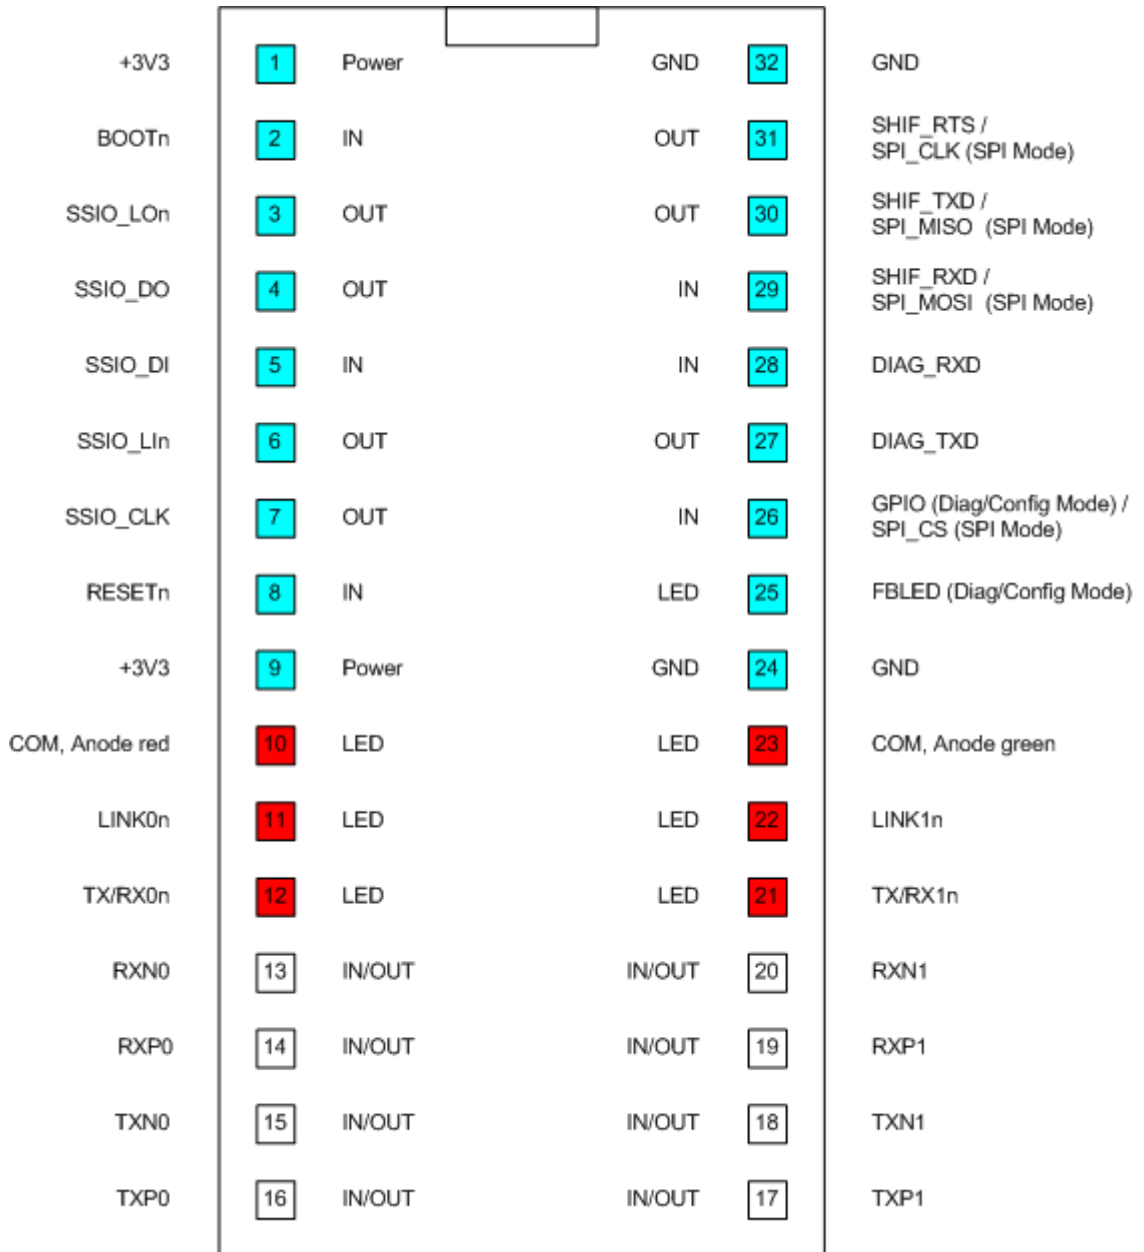 +3V3 1 Power GND 32 GND
BOOTn 2 IN OUT 31 SHIF_RTS /
SPI_CLK (SPI Mode)
SSIO_LOn 3 OUT OUT 30 SHIF_TXD /
SPI_MISO (SPI Mode)
SSIO_DO 4 OUT IN 29 SHIF_RXD /
SPI_MOSI (SPI Mode)
SSIO_DI 5 IN IN 28 DIAG_RXD
SSIO_LIn 6 OUT OUT 27 DIAG_TXD
SSIO_CLK 7 OUT IN 26 GPIO (Diag/Config Mode) /
SPI_CS (SPI Mode)
RESETn 8 IN LED 25 FBLED (Diag/Config Mode)
+3V3 9 Power GND 24 GND
COM, Anode red 10 LED LED 23 COM, Anode green
LINK0n 11 LED LED 22 LINK1n
TX/RX0n 12 LED LED 21 TX/RX1n
RXN0 13 IN/OUT IN/OUT 20 RXN1
RXP0 14 IN/OUT IN/OUT 19 RXP1
TXN0 15 IN/OUT IN/OUT 18 TXN1
TXP0 16 IN/OUT IN/OUT 17 TXP1